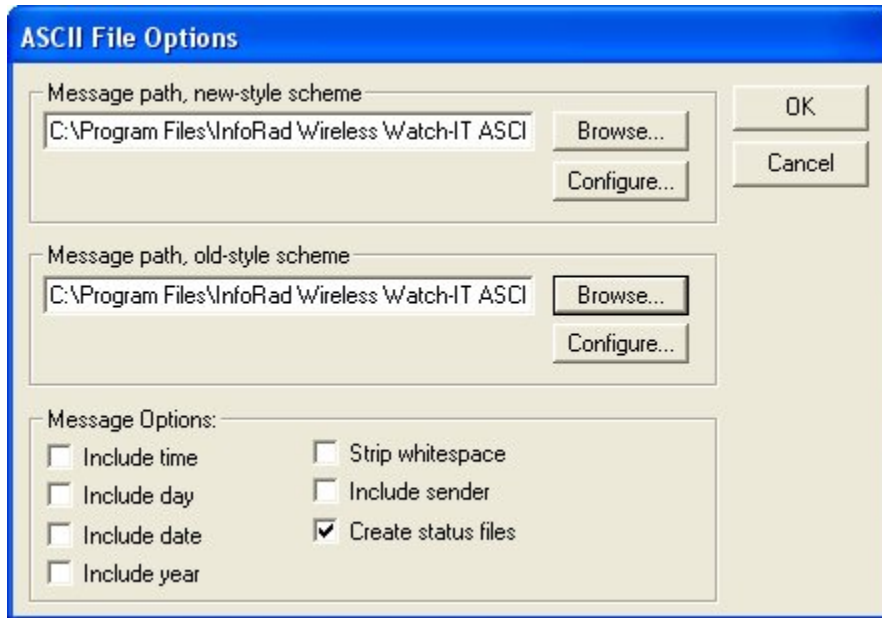 ASCII File Options
Message path, new-style scheme
C:\Program Files\InfoRad Wireless Watch-IT ASCI
Browse...
Configure...
OK
Cancel
Message path, old-style scheme
C:\Program Files\InfoRad Wireless Watch-IT ASCI
Browse...
Configure...
Message Options:
Include time
Include day
Include date
Include year
Strip whitespace
Include sender
Create status files